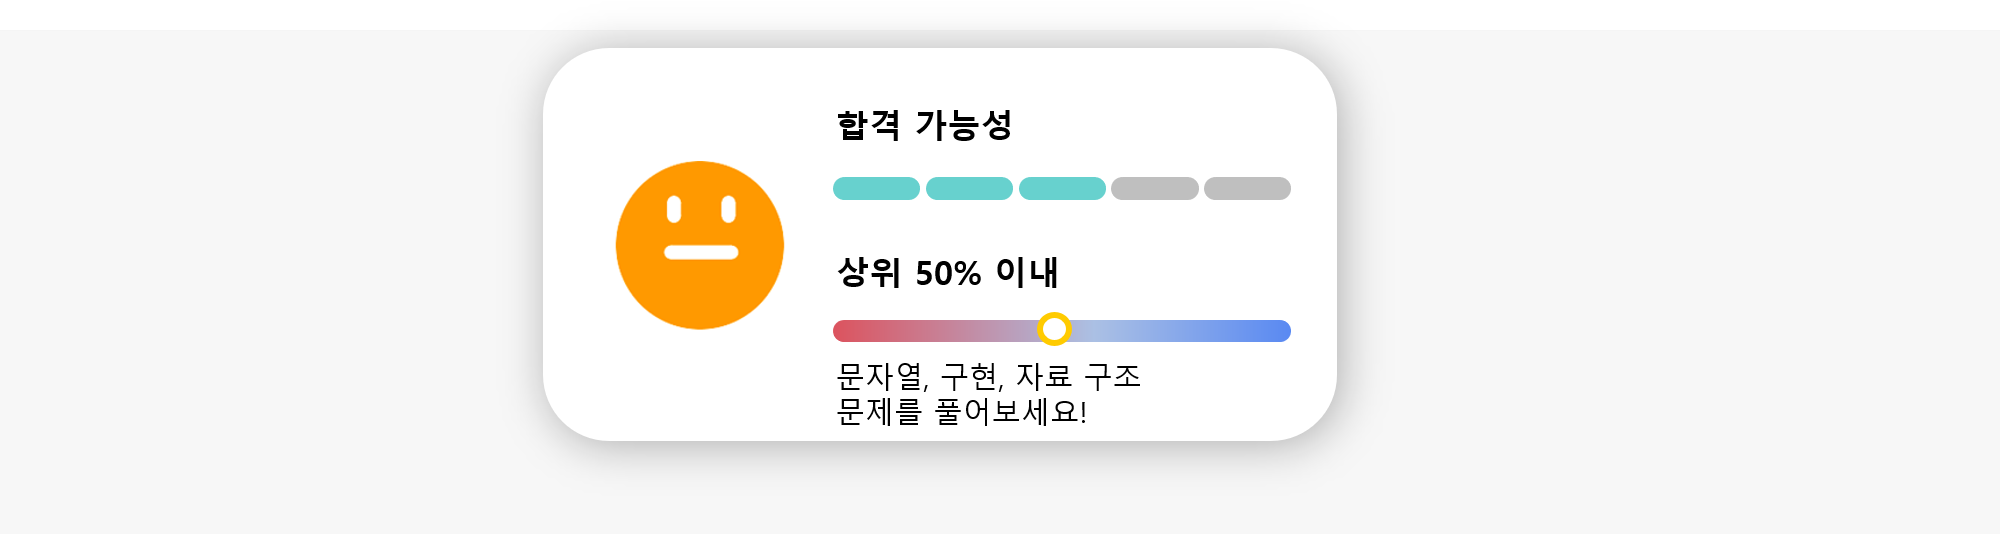 합격 가능성
상위 50% 이내
문자열, 구현, 자료 구조
문제를 풀어보세요!